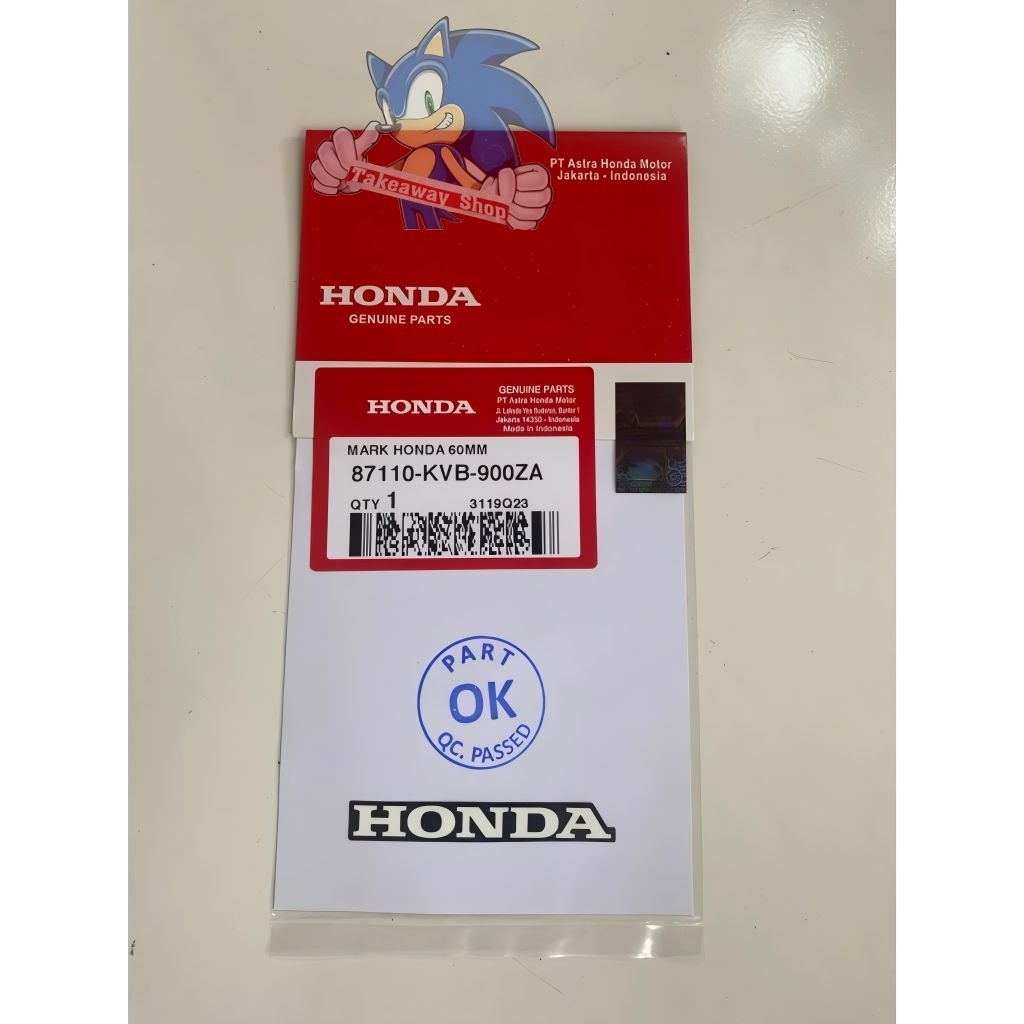 Takeaway Shop
PT Astra Honda Motor
Jakarta - Indonesia
HONDA
GENUINE PARTS
HONDA
GENUINE PARTS
PT Astra Honda Motor
Jakarta 14350 - Indonesia
Made in Indonesia
MARK HONDA 60MM
87110-KVB-900ZA
QTY 1
3119Q23
PART
OK
QC. PASSED
HONDA